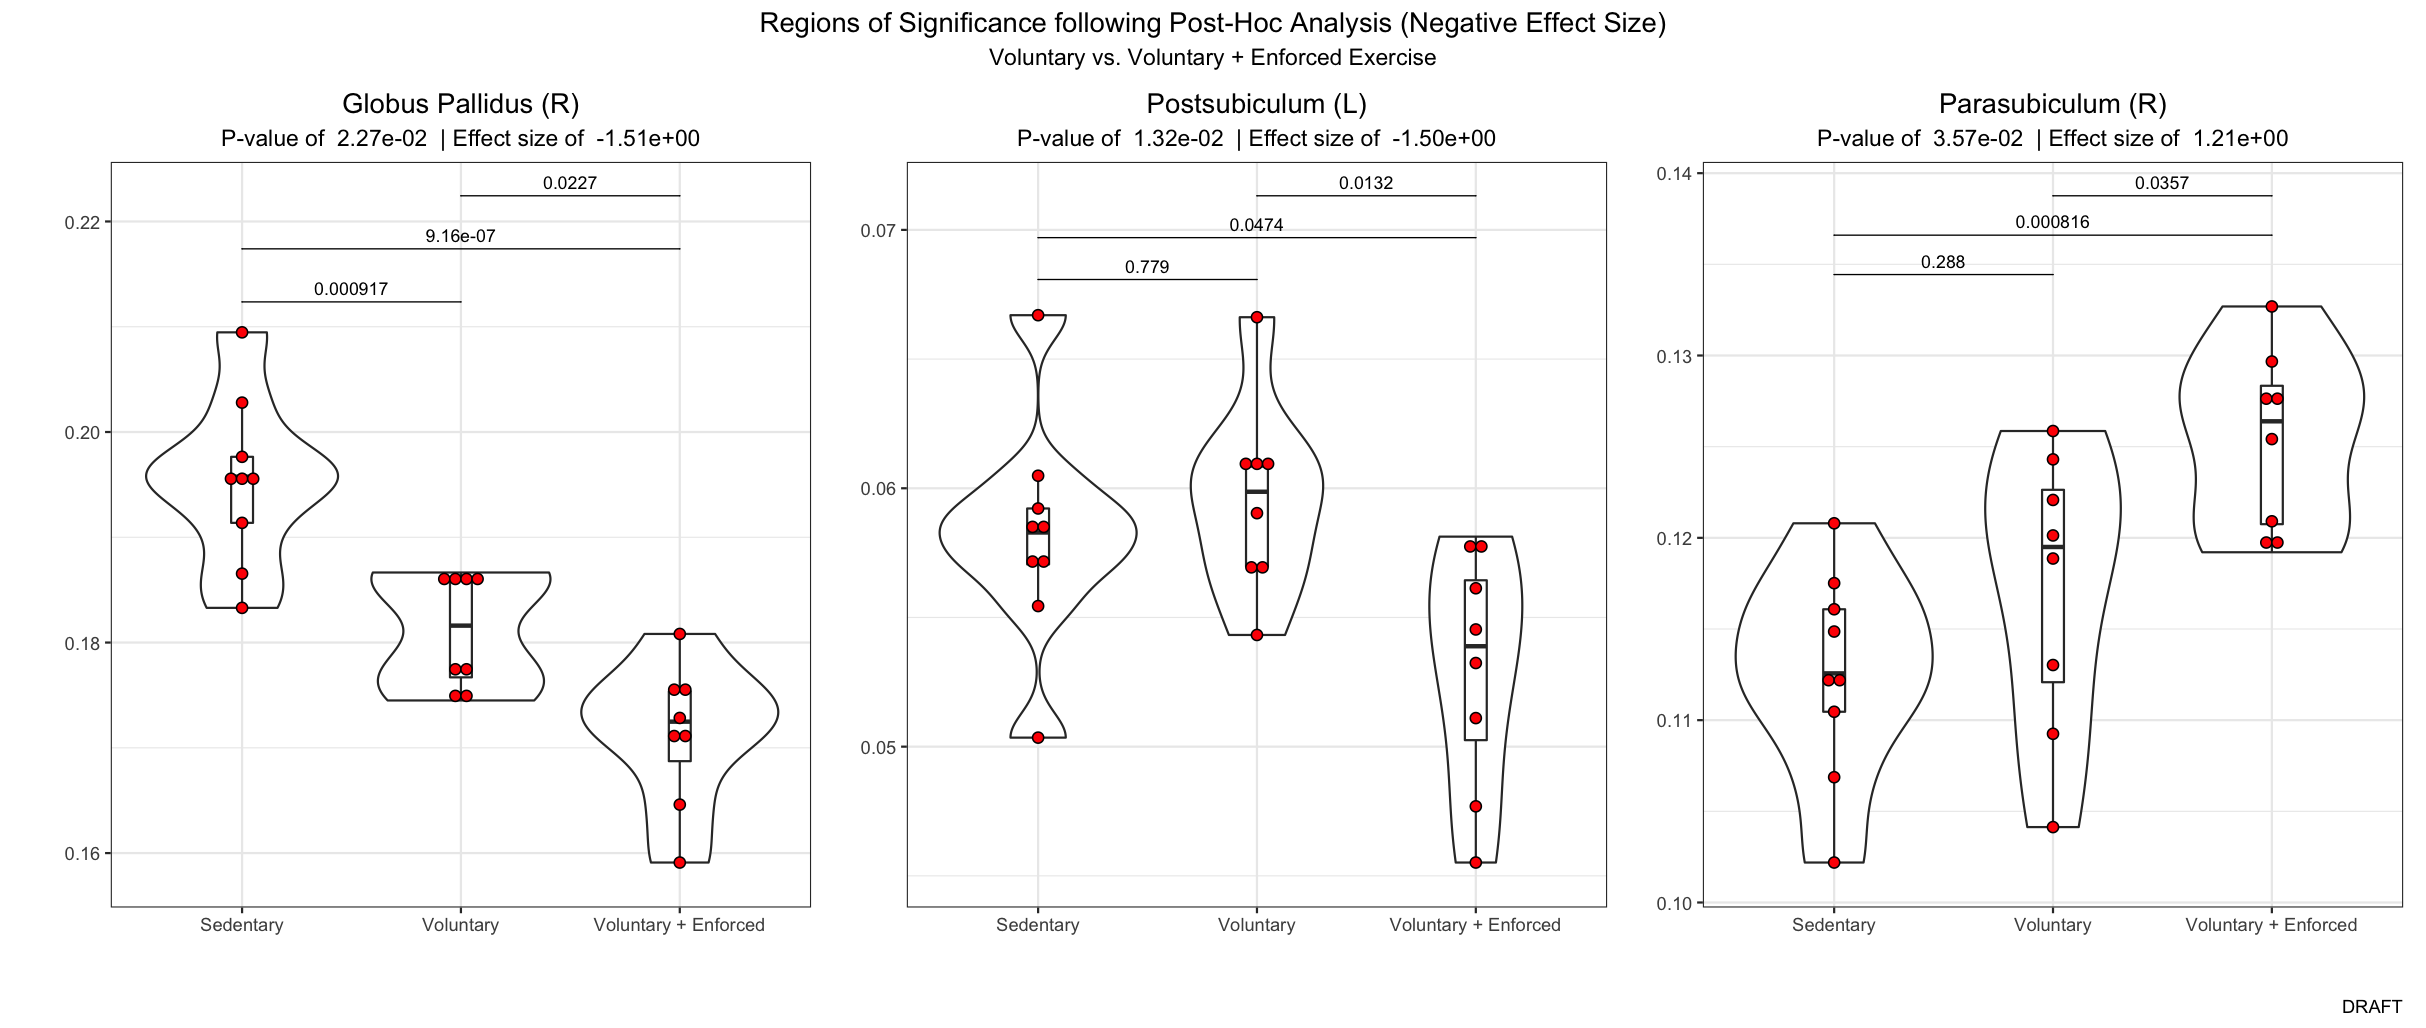 Regions of Significance following Post-Hoc Analysis (Negative Effect Size)
Voluntary vs. Voluntary + Enforced Exercise
Globus Pallidus (R)
P-value of 2.27e-02 | Effect size of -1.51e+00
0.0227
9.16e-07
0.000917
0.22
0.20
0.18
0.16
Sedentary
Voluntary
Voluntary + Enforced
Postsubiculum (L)
P-value of 1.32e-02 | Effect size of -1.50e+00
0.0132
0.0474
0.779
0.07
0.06
0.05
Sedentary
Voluntary
Voluntary + Enforced
Parasubiculum (R)
P-value of 3.57e-02 | Effect size of 1.21e+00
0.0357
0.000816
0.288
0.14
0.13
0.12
0.11
0.10
Sedentary
Voluntary
Voluntary + Enforced
DRAFT